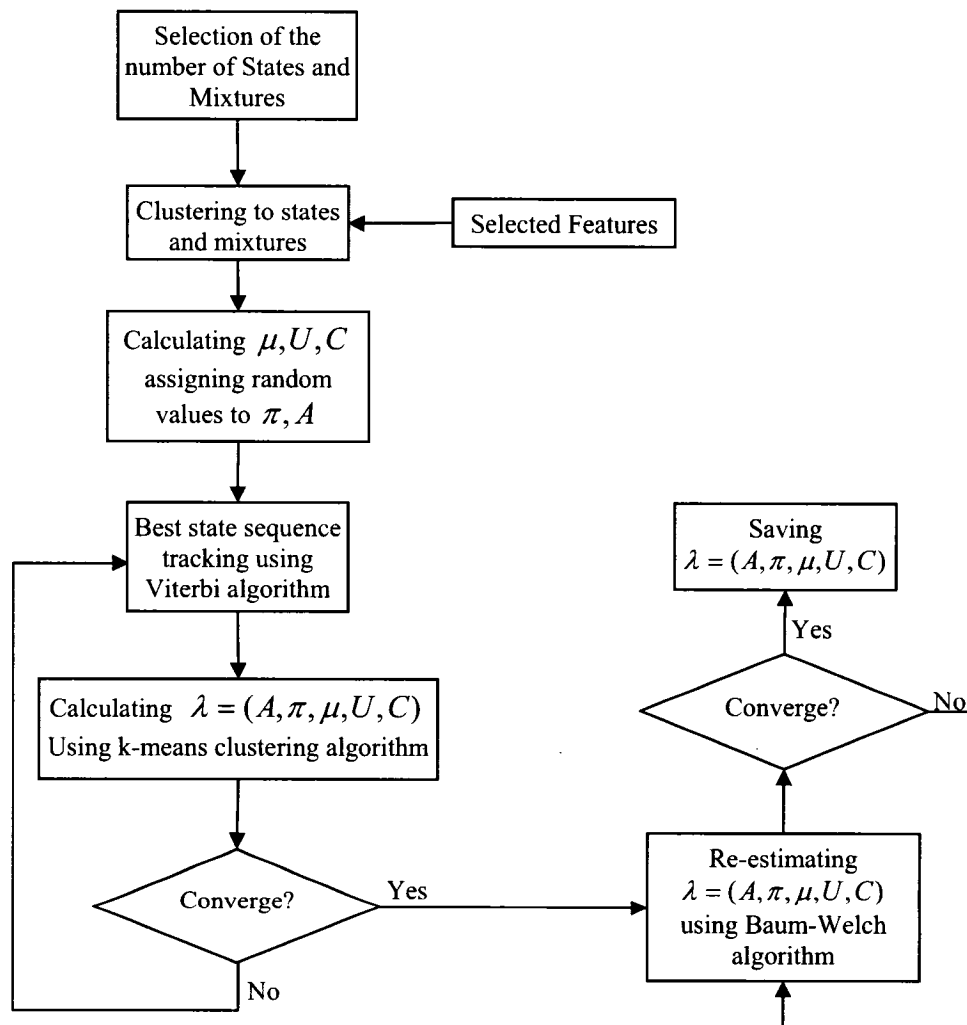 Selection of the
number of States and
Mixtures
Clustering to states
and mixtures
Selected Features
Calculating μ, U, C
assigning random
values to π, A
Best state sequence
tracking using
Viterbi algorithm
Calculating λ = (A, π, μ, U, C)
Using k-means clustering algorithm
Converge?
Yes
No
Re-estimating
λ = (A, π, μ, U, C)
using Baum-Welch
algorithm
Converge?
No
Yes
Saving
λ = (A, π, μ, U, C)